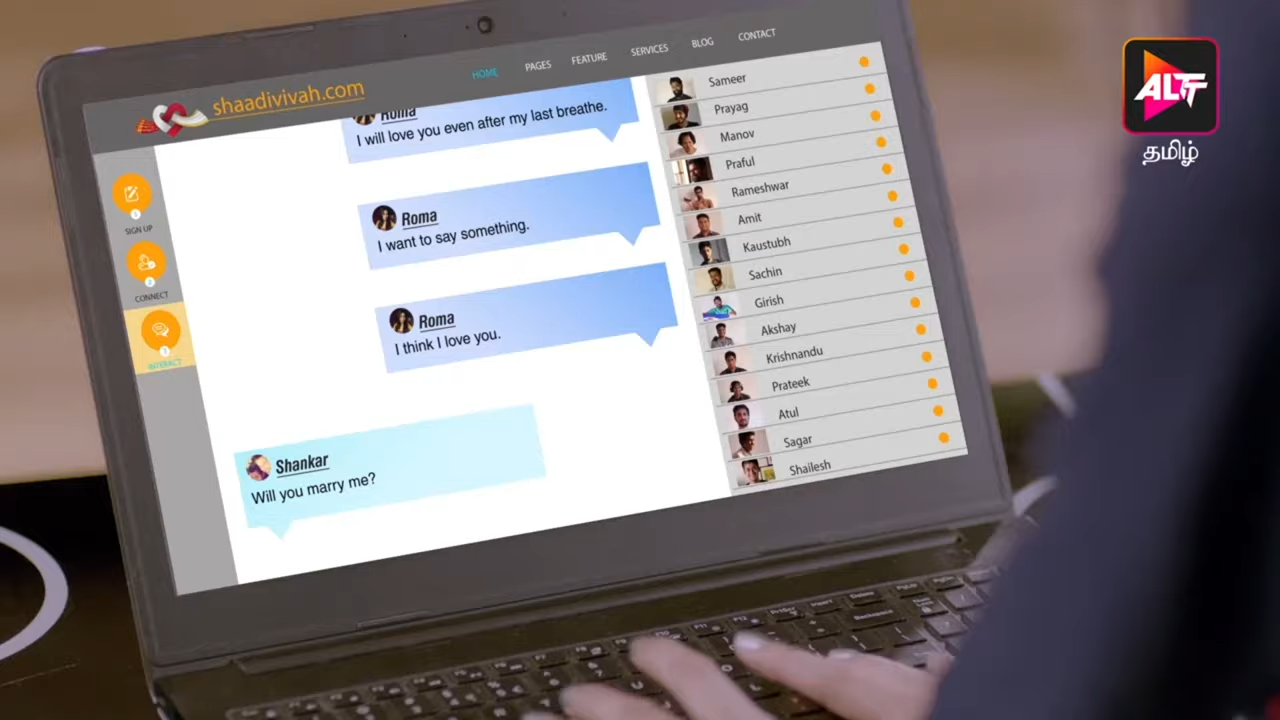 shaadivivah.com
HOME PAGES FEATURE SERVICES BLOG CONTACT
SIGN UP
CONNECT
INTERACT
Roma
I will love you even after my last breathe.
Roma
I want to say something.
Roma
I think I love you.
Shankar
Will you marry me?
Sameer
Prayag
Manov
Praful
Rameshwar
Amit
Kaustubh
Sachin
Girish
Akshay
Krishnandu
Prateek
Atul
Sagar
Shailesh
ALTT
தமிழ்